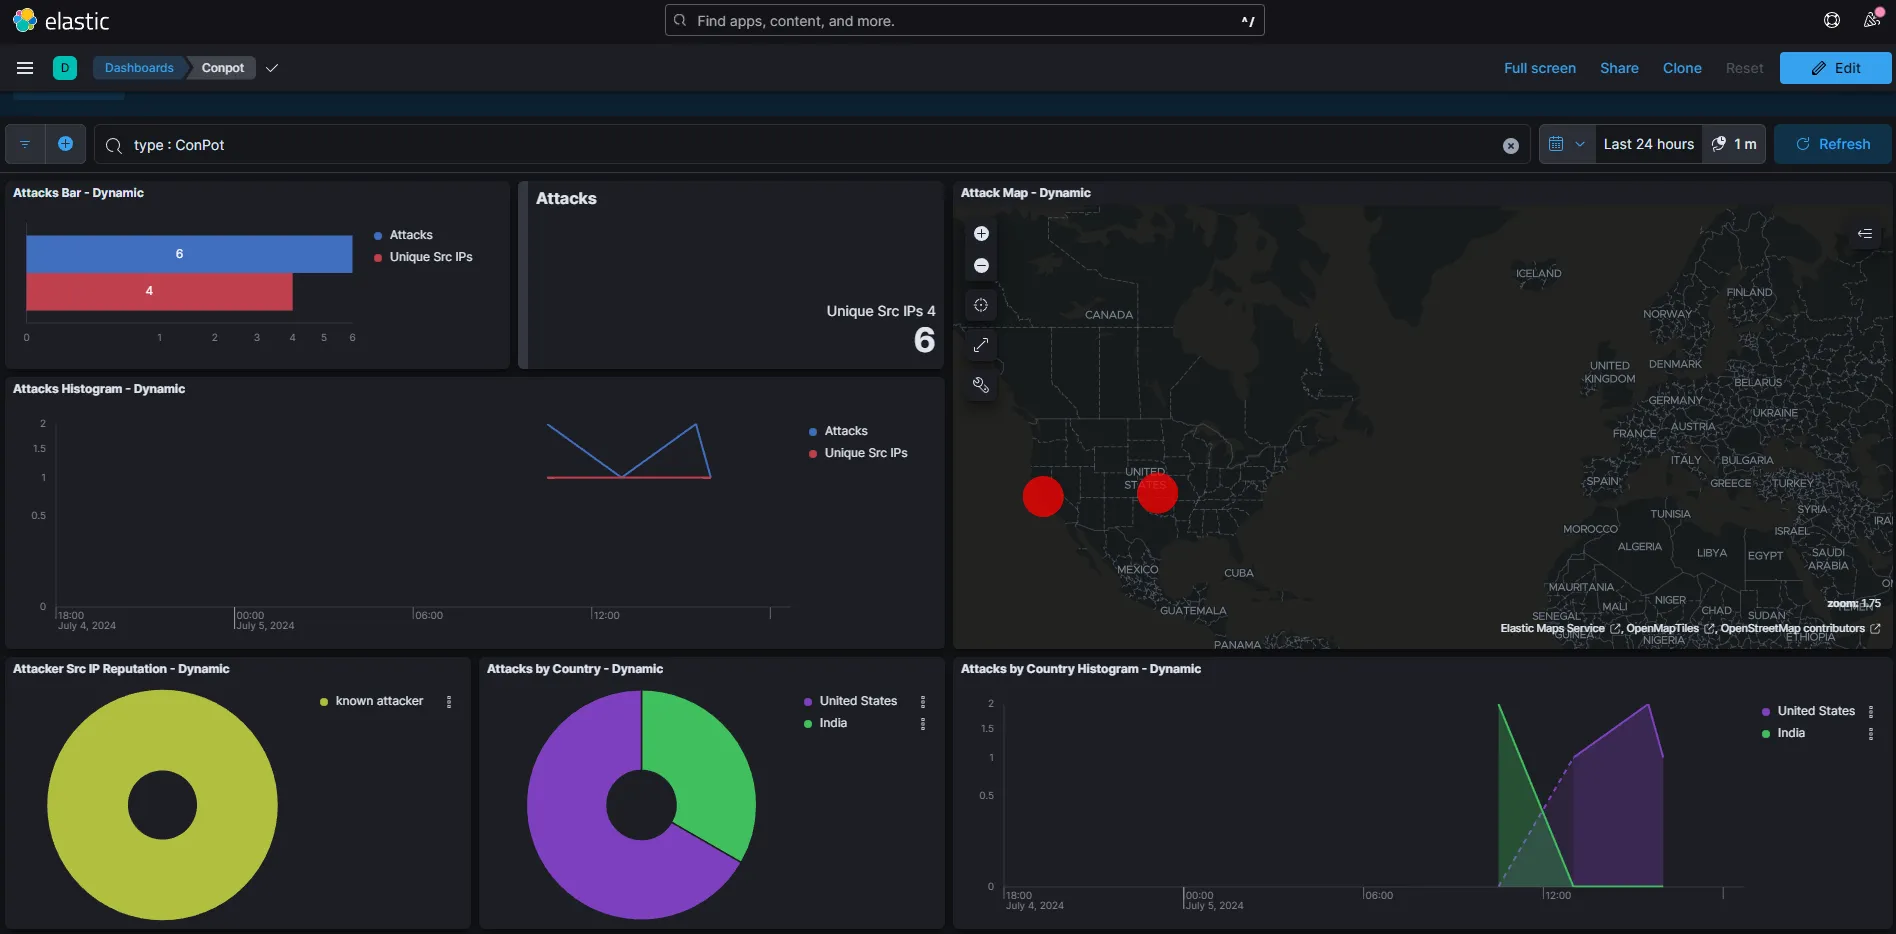 elastic
Find apps, content, and more.
^/
D
Dashboards
Conpot
Full screen
Share
Clone
Reset
Edit
type : ConPot
Last 24 hours
1 m
Refresh
Attacks Bar - Dynamic
6
4
0 1 2 3 4 5 6
Attacks
Unique Src IPs
Attacks
Unique Src IPs 4
6
Attack Map - Dynamic
ICELAND
FINLAND
NORWAY
CANADA
UNITED
KINGDOM
DENMARK
BELARUS
GERMANY
UKRAINE
AUSTRIA
FRANCE
ITALY
BULGARIA
SPAIN
GREECE
TURKEY
UNITED
STATES
SYRIA
TUNISIA
IRA
MOROCCO
ISRAEL
ALGERIA
LIBYA
EGYPT
SAUDI
ARABIA
MEXICO
CUBA
MAURITANIA
MALI
NIGER
CHAD
SUDAN
YEMEN
O
GUATEMALA
SENEGAL
GUINEA
NIGERIA
ETHIOPIA
PANAMA
zoom: 1.75
Elastic Maps Service , OpenMapTiles , OpenStreetMap contributors
Attacks Histogram - Dynamic
2
1.5
1
0.5
0
18:00
July 4, 2024
00:00
July 5, 2024
06:00
12:00
Attacks
Unique Src IPs
Attacker Src IP Reputation - Dynamic
known attacker
Attacks by Country - Dynamic
United States
India
Attacks by Country Histogram - Dynamic
2
1.5
1
0.5
0
18:00
July 4, 2024
00:00
July 5, 2024
06:00
12:00
United States
India